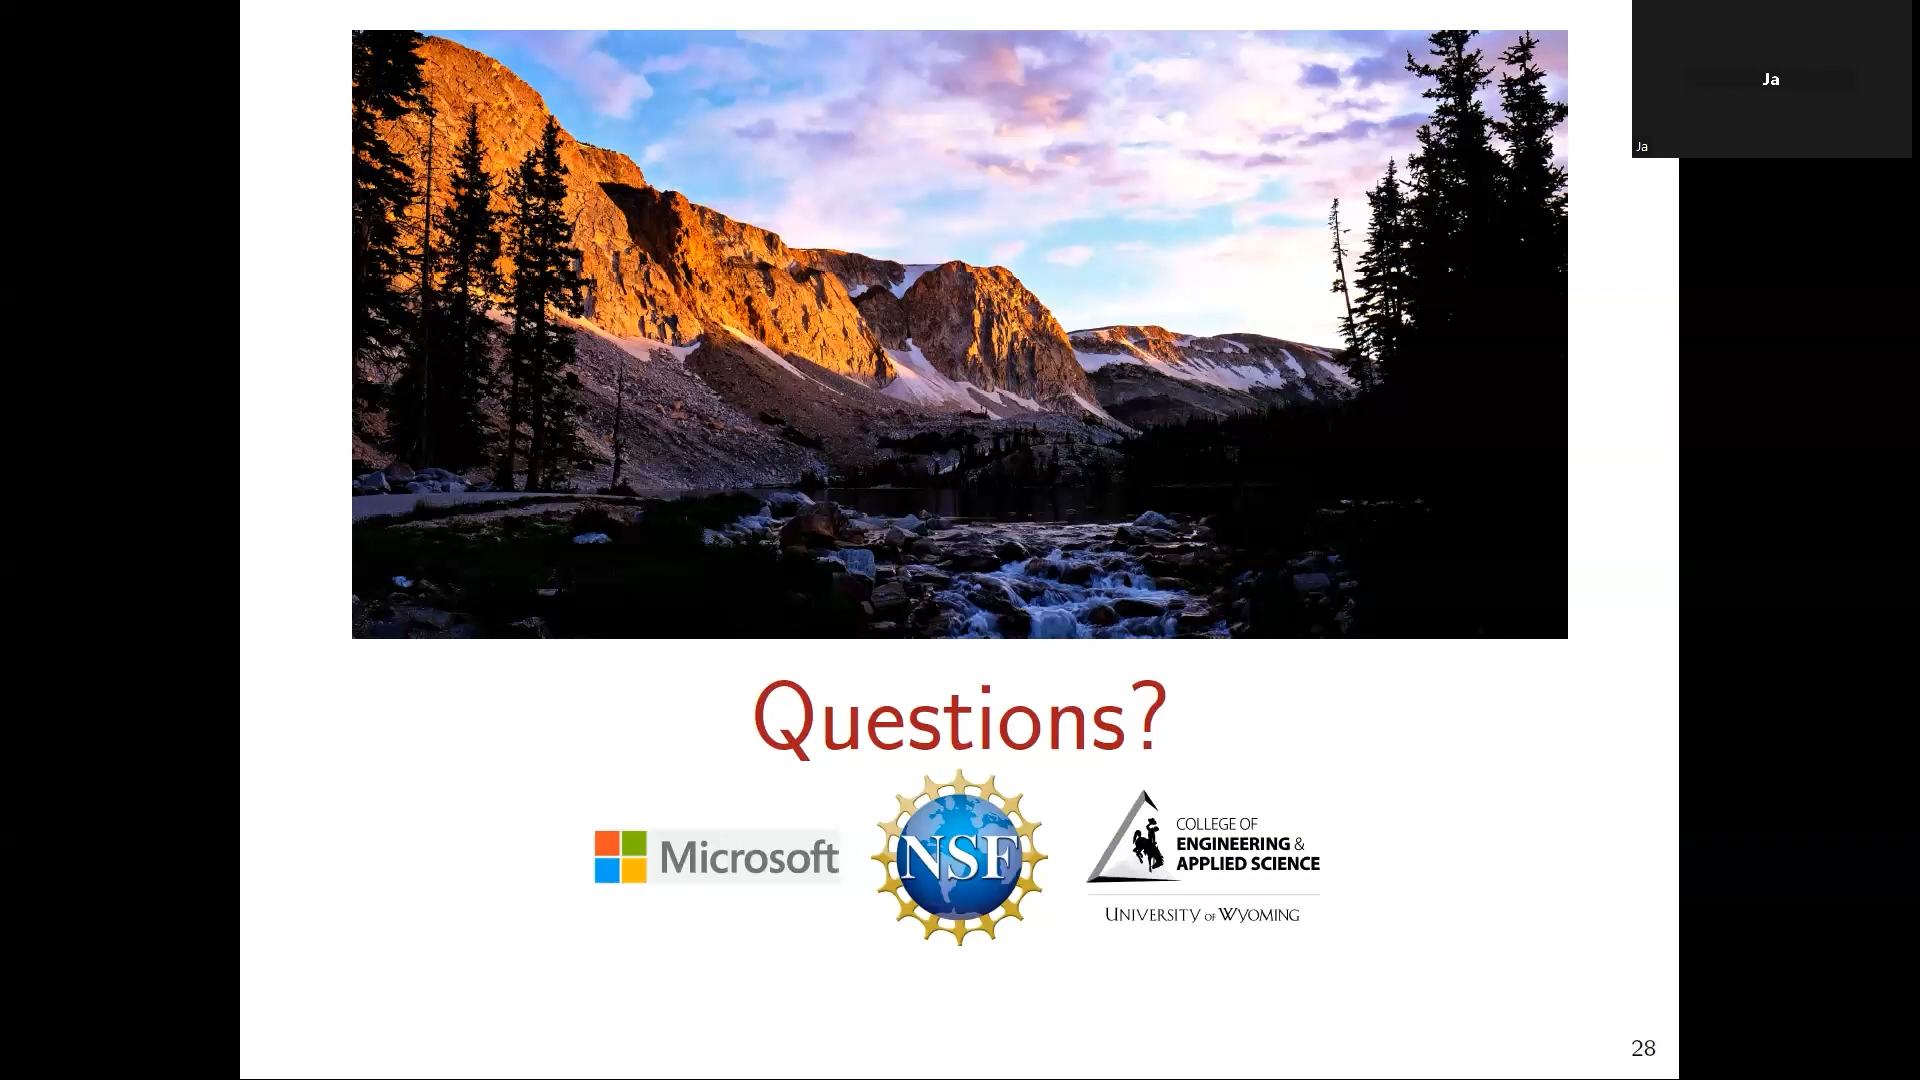 Ja
Ja
Questions?
Microsoft
NSF
COLLEGE OF
ENGINEERING &
APPLIED SCIENCE
UNIVERSITY OF WYOMING
28